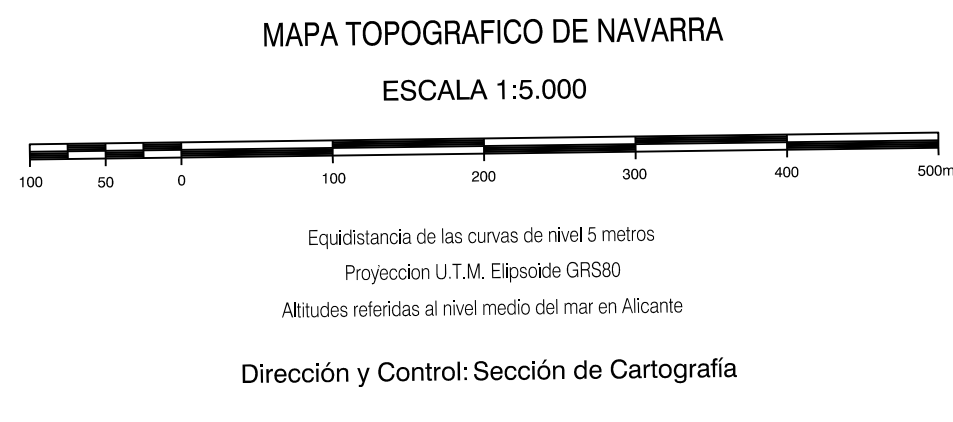 MAPA TOPOGRAFICO DE NAVARRA
ESCALA 1:5.000
100 50 0 100 200 300 400 500m
Equidistancia de las curvas de nivel 5 metros
Proyeccion U.T.M. Elipsoide GRS80
Altitudes referidas al nivel medio del mar en Alicante
Dirección y Control: Sección de Cartografía